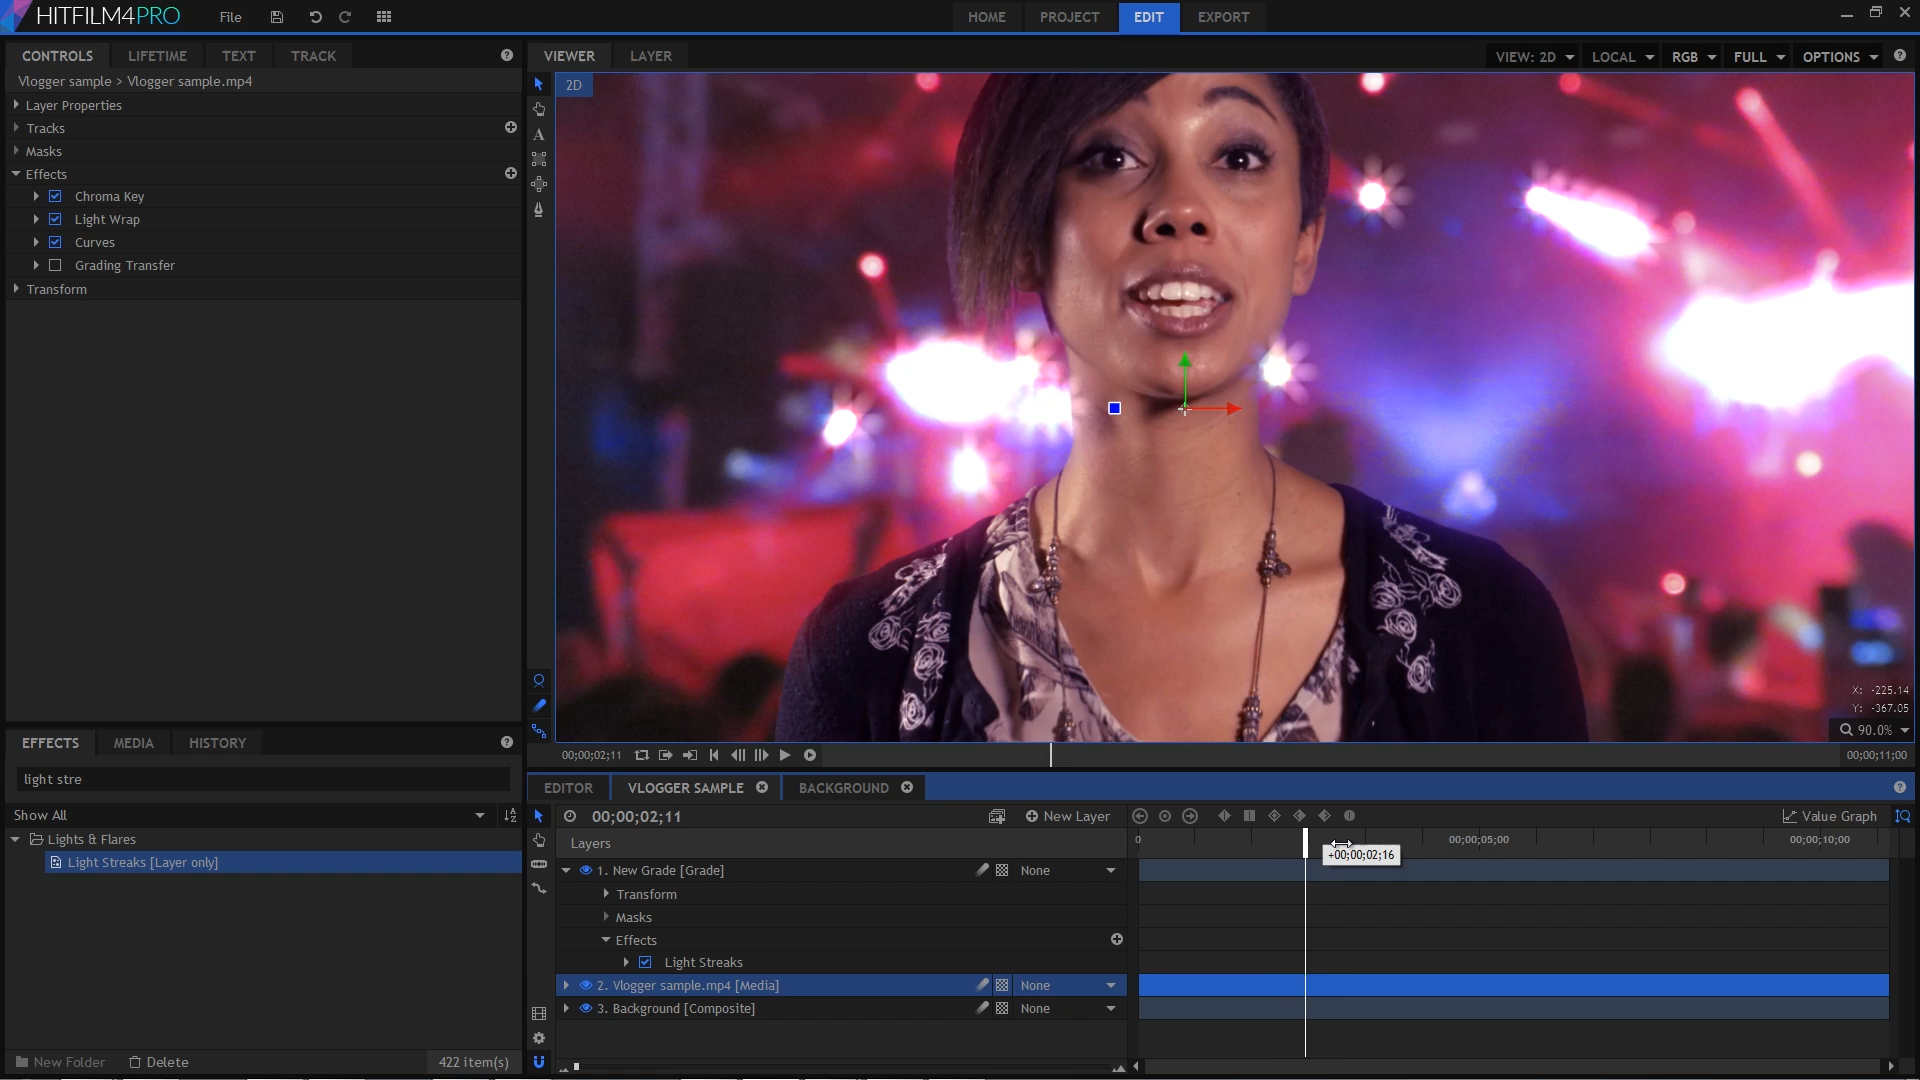 HITFILM4PRO File HOME PROJECT EDIT EXPORT
CONTROLS LIFETIME TEXT TRACK
Vlogger sample > Vlogger sample.mp4
Layer Properties
Tracks
Masks
Effects
Chroma Key
Light Wrap
Curves
Grading Transfer
Transform
VIEWER LAYER VIEW: 2D LOCAL RGB FULL OPTIONS
2D
A
X: -225.14
Y: -367.05
90.0%
00;00;02;11 00;00;11;00
EFFECTS MEDIA HISTORY
light stre
Show All
Lights & Flares
Light Streaks [Layer only]
New Folder Delete 422 item(s)
EDITOR VLOGGER SAMPLE BACKGROUND
00;00;02;11 New Layer Value Graph
Layers 0 00;00;05;00 00;00;10;00
+00;00;02;16
1. New Grade [Grade] None
Transform
Masks
Effects
Light Streaks
2. Vlogger sample.mp4 [Media] None
3. Background [Composite] None